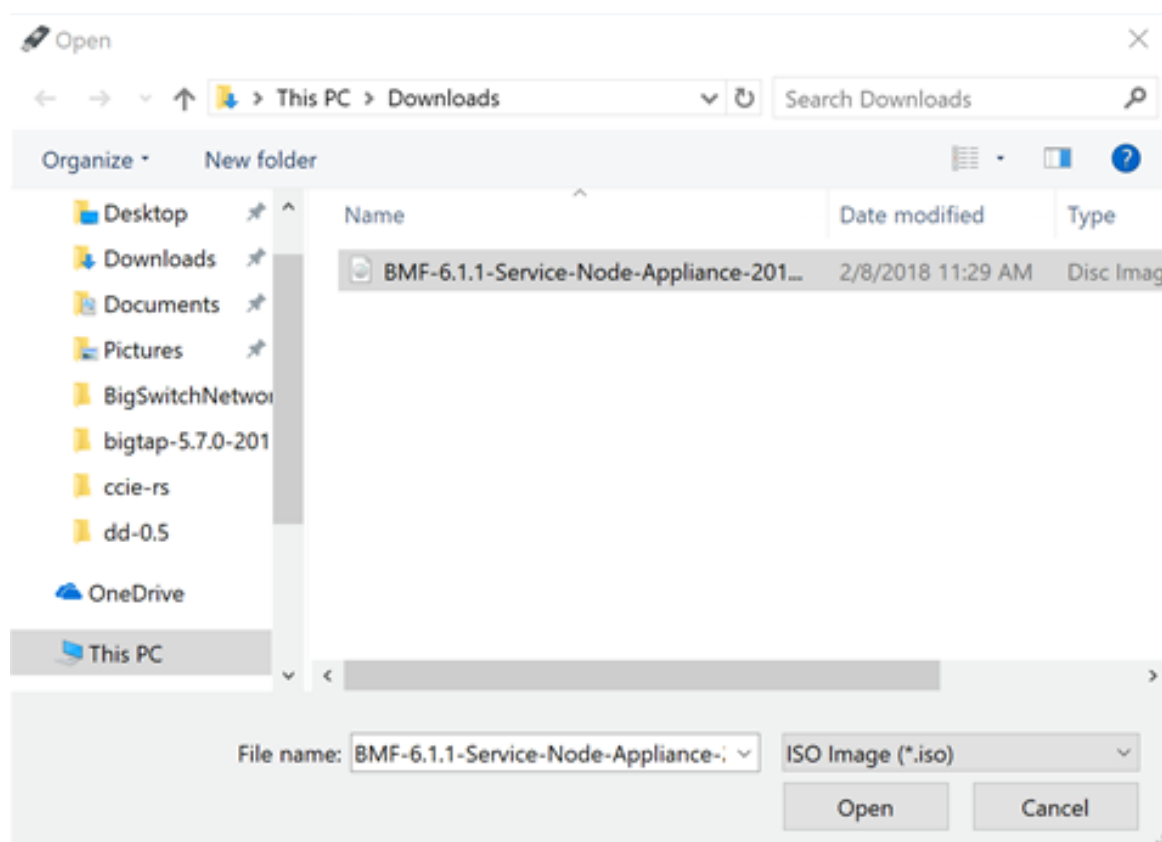 Open
This PC > Downloads
Search Downloads
Organize
New folder
Desktop
Downloads
Documents
Pictures
BigSwitchNetwor
bigtap-5.7.0-201
ccie-rs
dd-0.5
OneDrive
This PC
Name Date modified Type
BMF-6.1.1-Service-Node-Appliance-201... 2/8/2018 11:29 AM Disc Imag
File name: BMF-6.1.1-Service-Node-Appliance-: ISO Image (*.iso)
Open Cancel